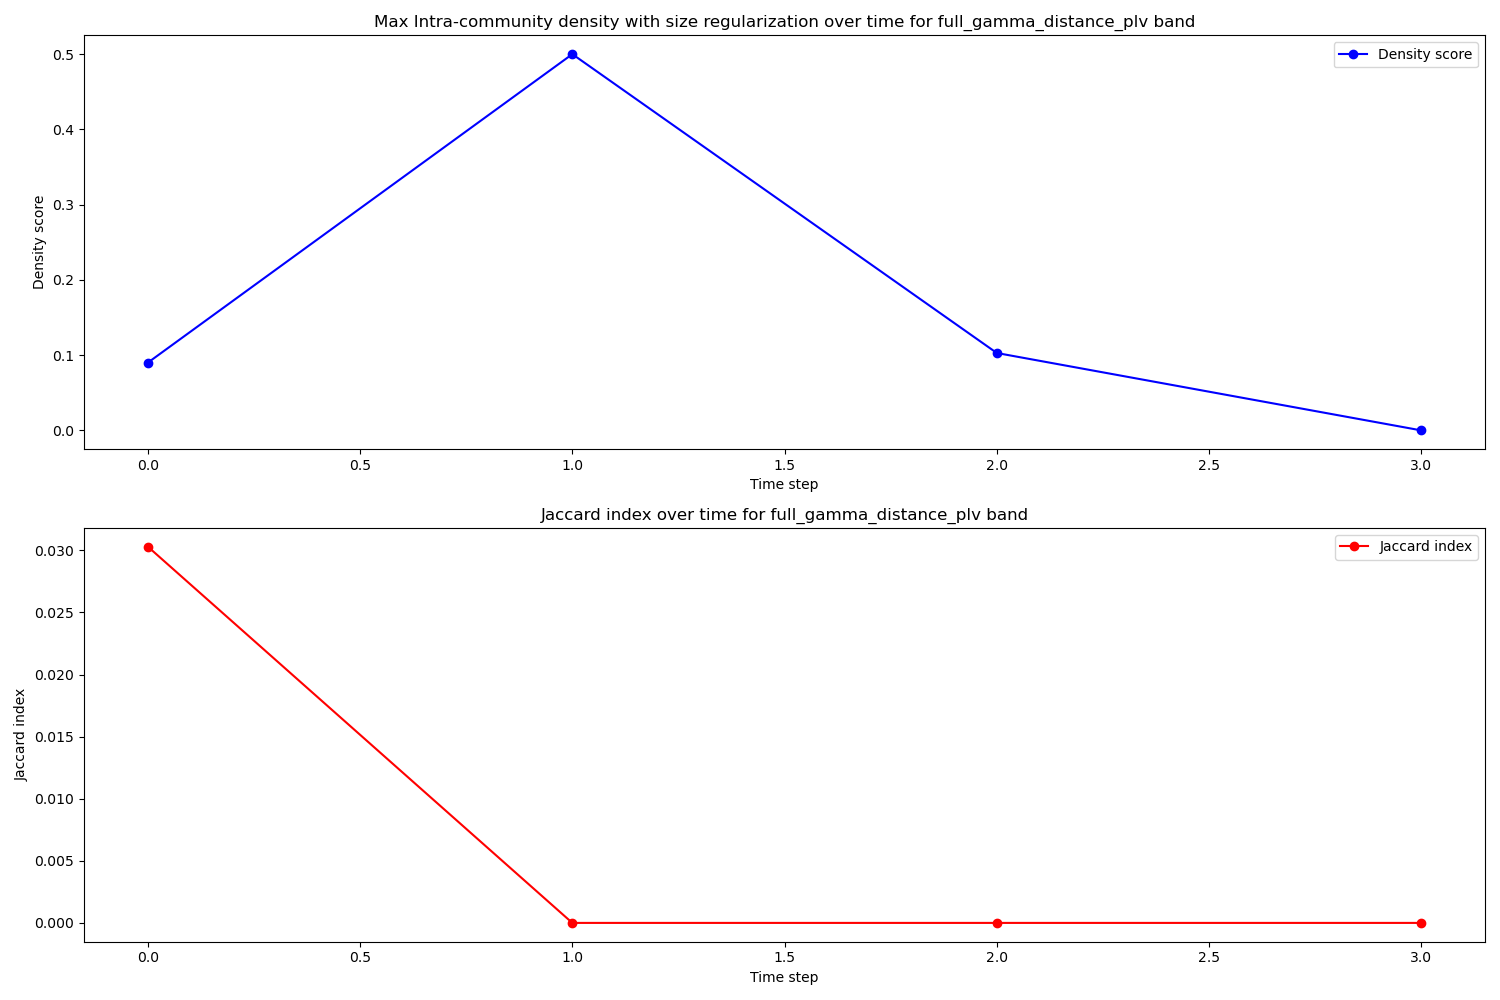 Max Intra-community density with size regularization over time for full_gamma_distance_plv band
Density score
0.5
0.4
0.3
0.2
0.1
0.0
Density score
0.0 0.5 1.0 1.5 2.0 2.5 3.0
Time step
Jaccard index over time for full_gamma_distance_plv band
Jaccard index
0.030
0.025
0.020
0.015
0.010
0.005
0.000
Jaccard index
0.0 0.5 1.0 1.5 2.0 2.5 3.0
Time step